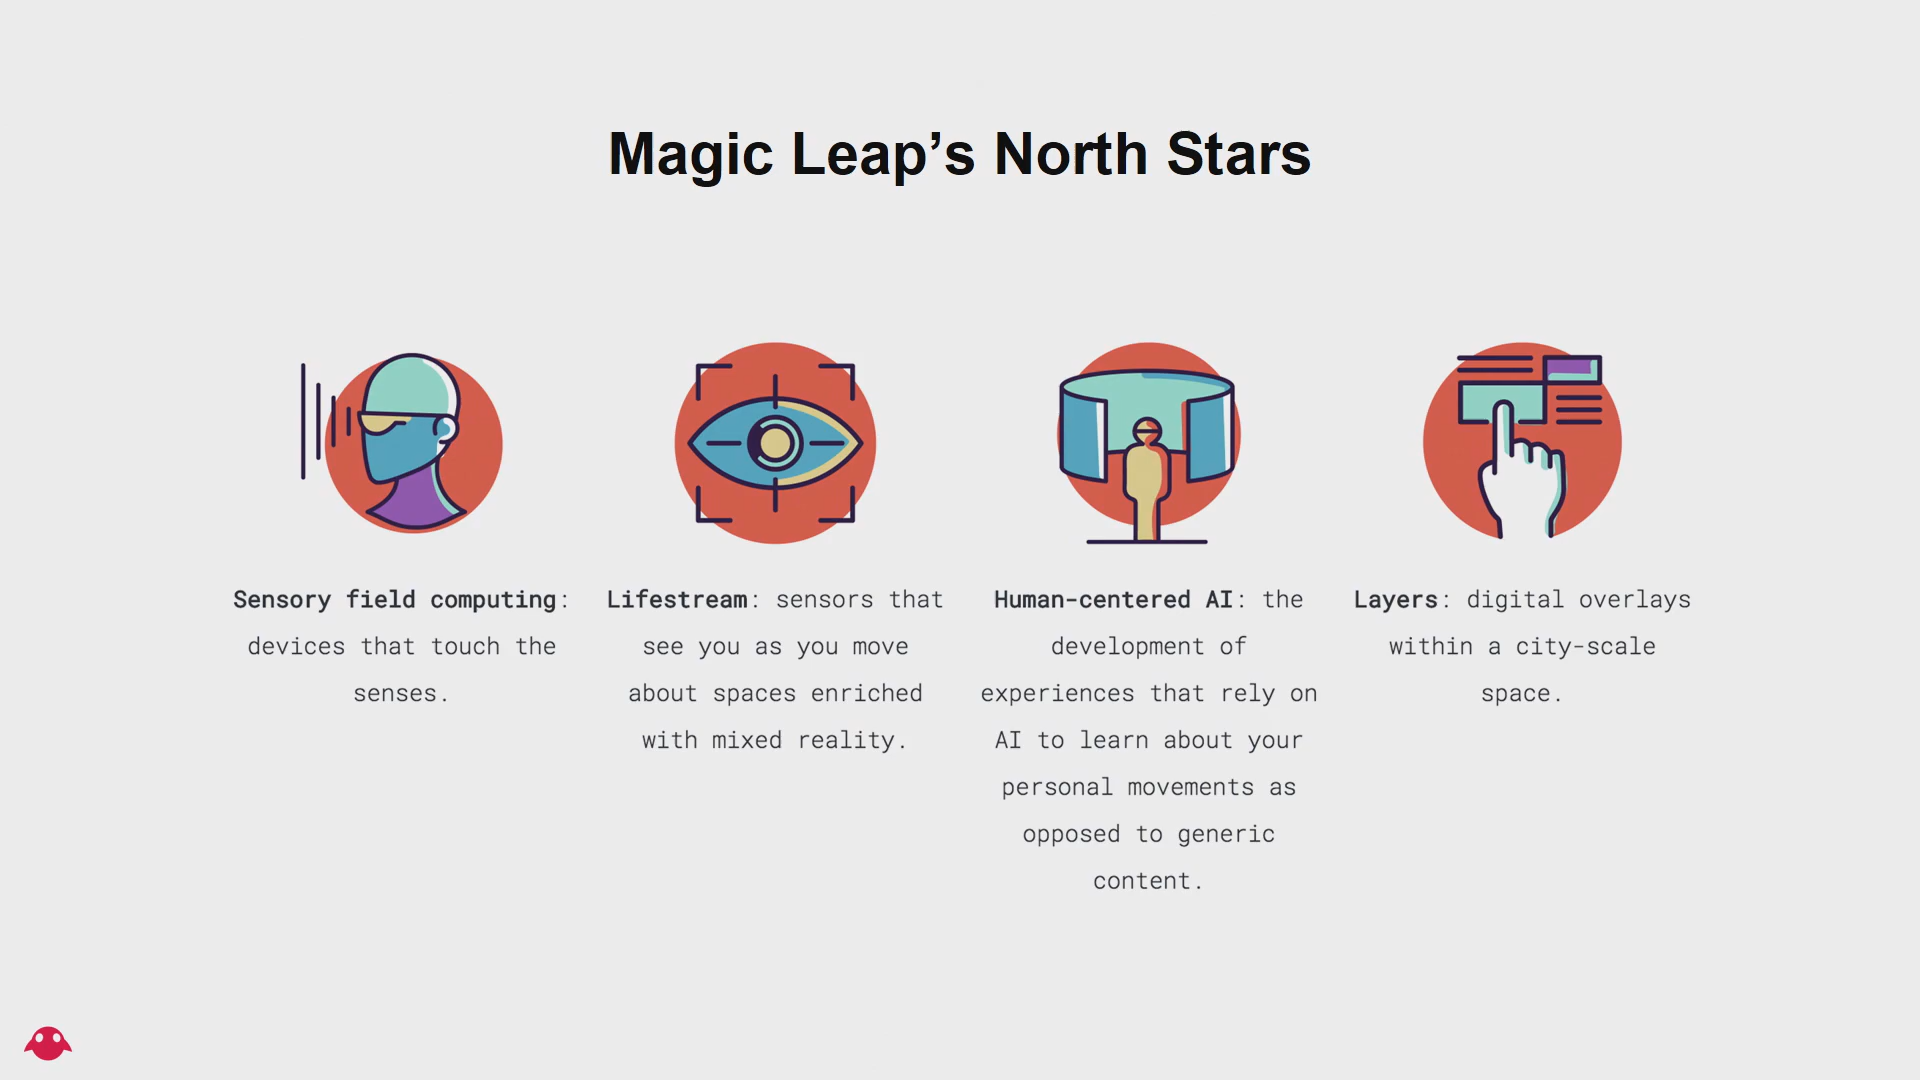 Magic Leap’s North Stars
Sensory field computing:
devices that touch the
senses.
Lifestream: sensors that
see you as you move
about spaces enriched
with mixed reality.
Human-centered AI: the
development of
experiences that rely on
AI to learn about your
personal movements as
opposed to generic
content.
Layers: digital overlays
within a city-scale
space.